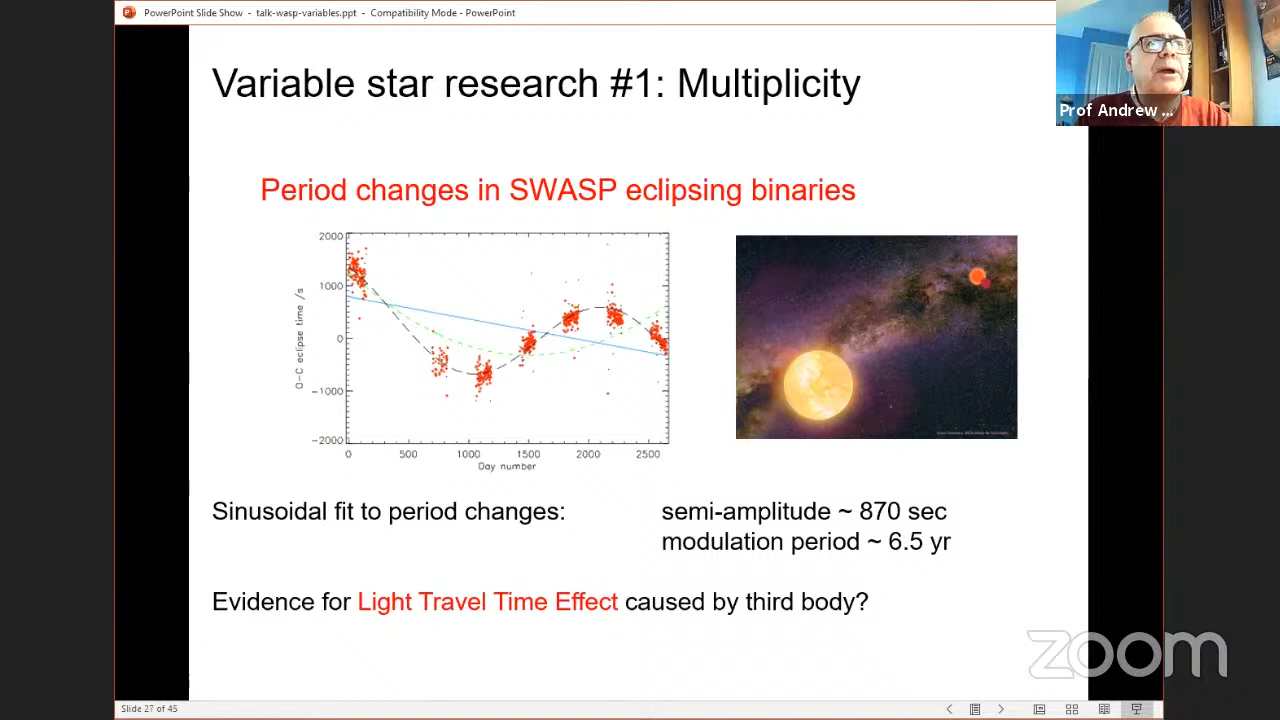 PowerPoint Slide Show - talk-wasp-variables.ppt - Compatibility Mode - PowerPoint
Prof Andrew ...
Variable star research #1: Multiplicity
Period changes in SWASP eclipsing binaries
2000
1000
0
-1000
-2000
O-C eclipse time /s
0 500 1000 1500 2000 2500
Day number
Sinusoidal fit to period changes:
semi-amplitude ~ 870 sec
modulation period ~ 6.5 yr
Evidence for Light Travel Time Effect caused by third body?
zoom
Slide 27 of 45